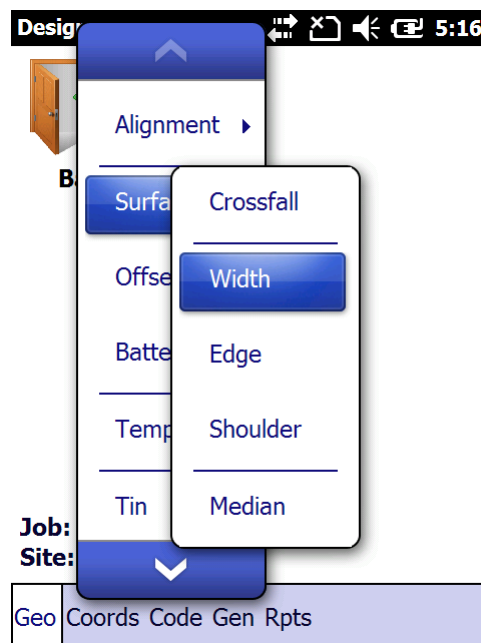 Desig 5:16
Alignment
B
Surfa Crossfall
Offse Width
Batte Edge
Temp Shoulder
Tin Median
Job:
Site:
Geo Coords Code Gen Rpts